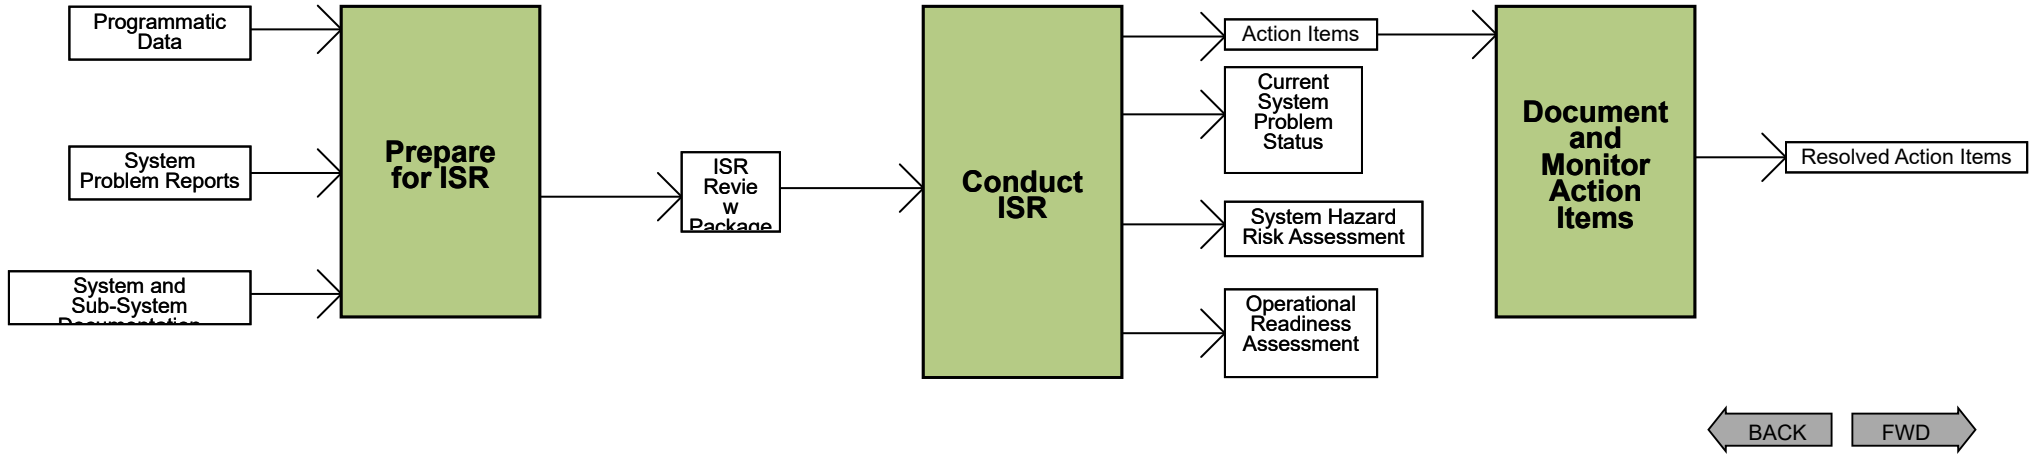 Programmatic
Data
System
Problem Reports
System and
Sub-System
Documentation
Prepare
for ISR
ISR
Revie
w
Package
Conduct
ISR
Action Items
Current
System
Problem
Status
System Hazard
Risk Assessment
Operational
Readiness
Assessment
Document
and
Monitor
Action
Items
Resolved Action Items
BACK
FWD